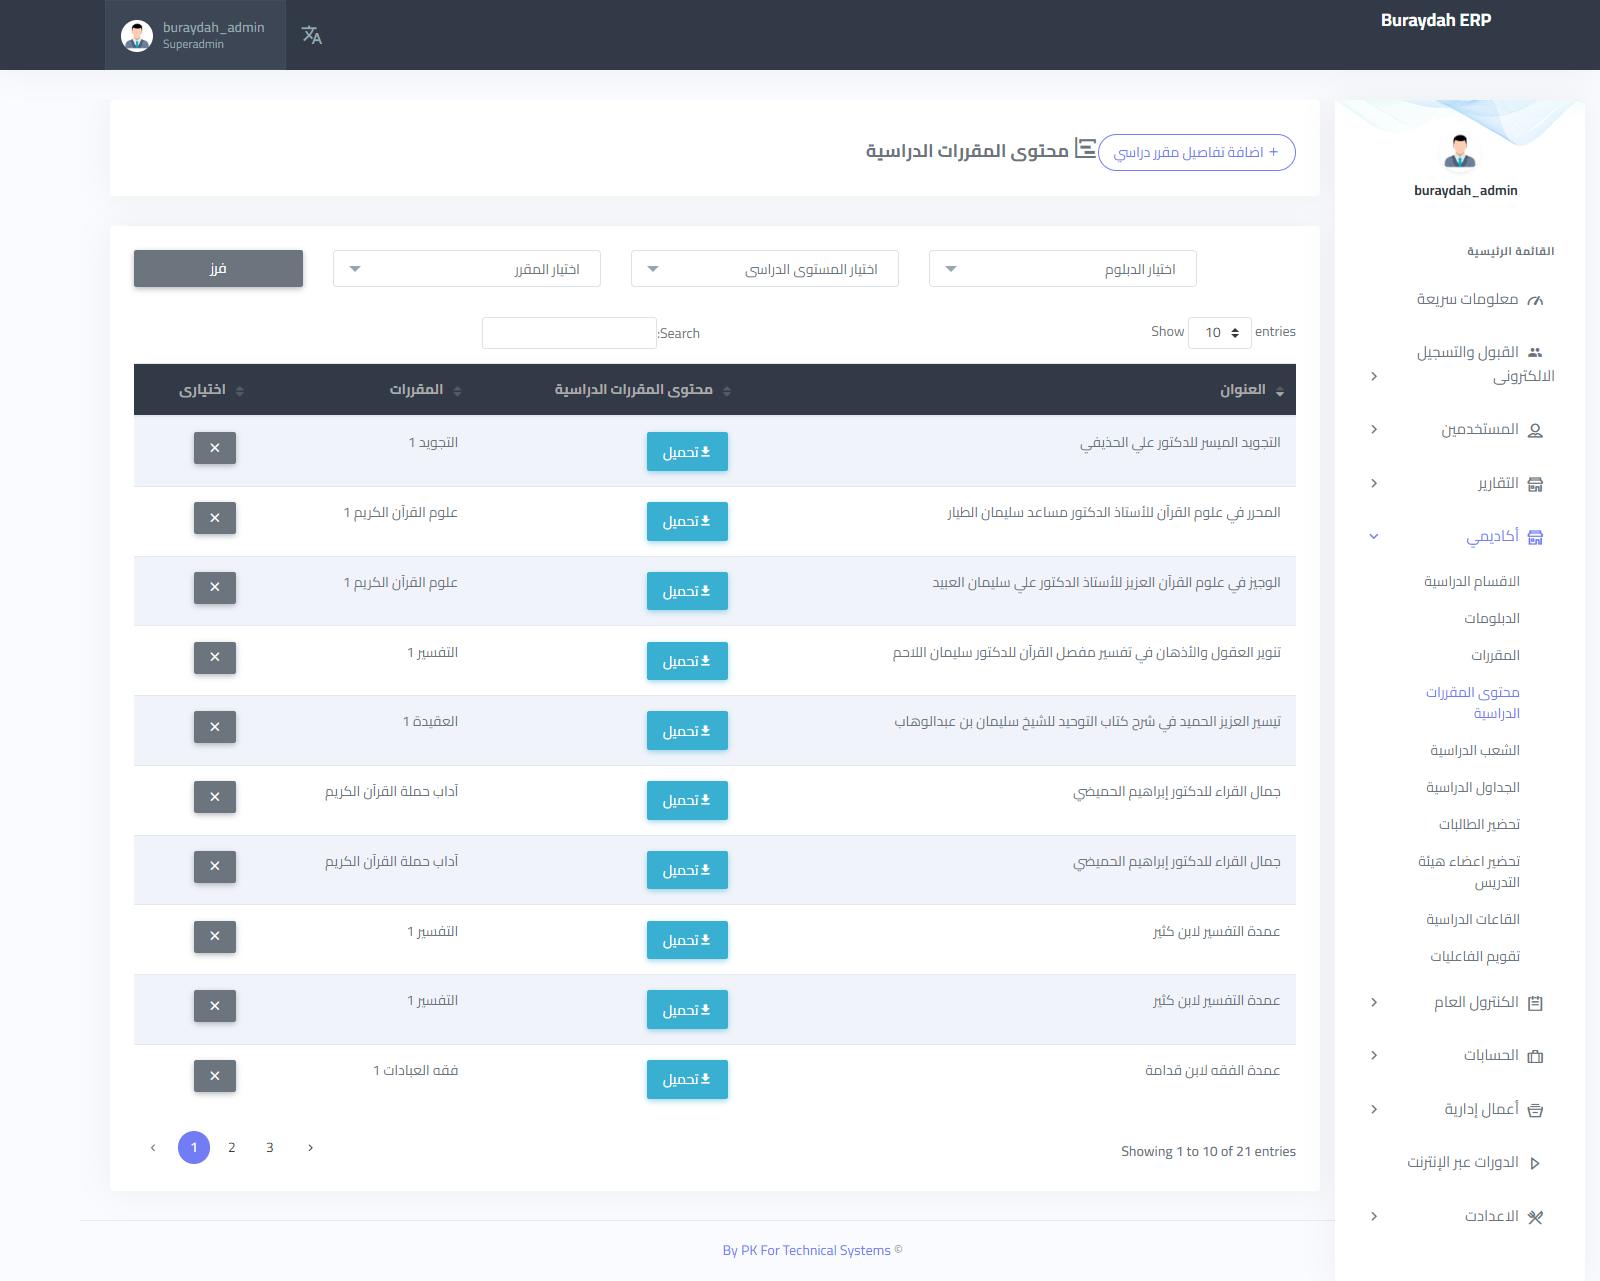 Buraydah ERP
buraydah_admin
Superadmin
buraydah_admin
القائمة الرئيسية
معلومات سريعة
القبول والتسجيل
الالكترونى
المستخدمين
التقارير
أكاديمي
الاقسام الدراسية
الدبلومات
المقررات
محتوى المقررات
الدراسية
الشعب الدراسية
الجداول الدراسية
تحضير الطالبات
تحضير اعضاء هيئة
التدريس
القاعات الدراسية
تقويم الفاعليات
الكنترول العام
الحسابات
أعمال إدارية
الدورات عبر الإنترنت
الاعدادت
+ اضافة تفاصيل مقرر دراسي
محتوى المقررات الدراسية
اختيار الدبلوم
اختيار المستوى الدراسى
اختيار المقرر
فرز
Show 10 entries
Search:
العنوان محتوى المقررات الدراسية المقررات اختيارى
التجويد الميسر للدكتور علي الحذيفي تحميل التجويد 1
المحرر في علوم القرآن للأستاذ الدكتور مساعد سليمان الطيار تحميل علوم القرآن الكريم 1
الوجيز في علوم القرآن العزيز للأستاذ الدكتور علي سليمان العبيد تحميل علوم القرآن الكريم 1
تنوير العقول والأذهان في تفسير مفصل القرآن للدكتور سليمان اللاحم تحميل التفسير 1
تيسير العزيز الحميد في شرح كتاب التوحيد للشيخ سليمان بن عبدالوهاب تحميل العقيدة 1
جمال القراء للدكتور إبراهيم الحميضي تحميل آداب حملة القرآن الكريم
جمال القراء للدكتور إبراهيم الحميضي تحميل آداب حملة القرآن الكريم
عمدة التفسير لابن كثير تحميل التفسير 1
عمدة التفسير لابن كثير تحميل التفسير 1
عمدة الفقه لابن قدامة تحميل فقه العبادات 1
Showing 1 to 10 of 21 entries
‹ 1 2 3 ›
By PK For Technical Systems ©